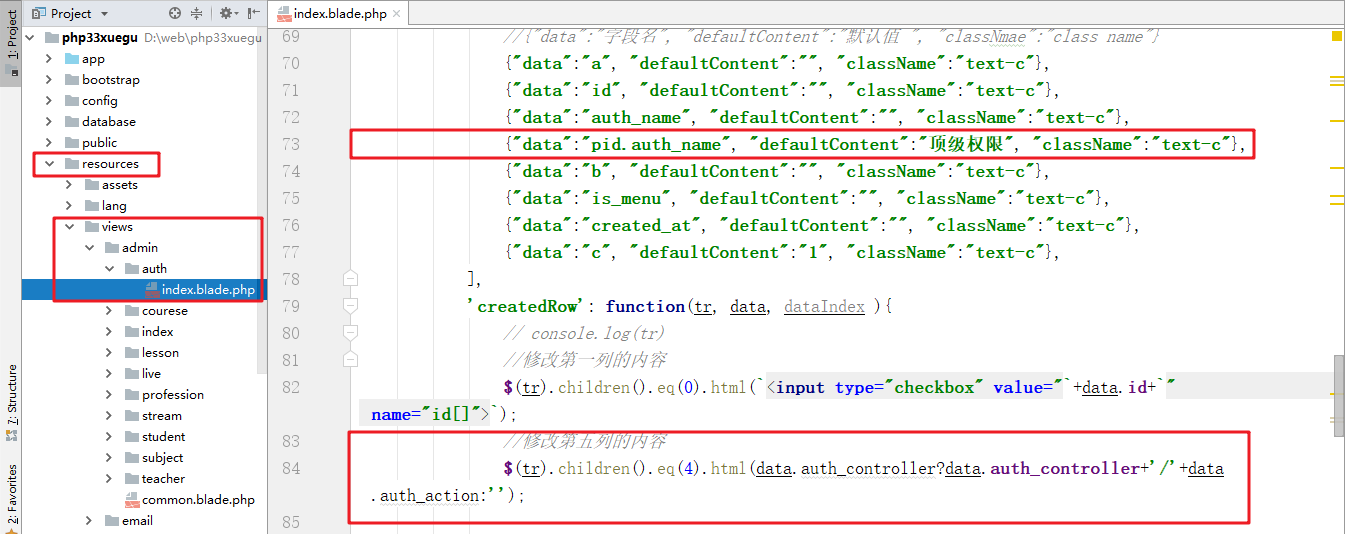 1: Project
7: Structure
2: Favorites
Project
php33xuegu D:\web\php33xuegu
app
bootstrap
config
database
public
resources
assets
lang
views
admin
auth
index.blade.php
courese
index
lesson
live
profession
stream
student
subject
teacher
common.blade.php
email
index.blade.php
69 //{"data":"字段名", "defaultContent":"默认值 ", "classNmae":"class name"}
70 {"data":"a", "defaultContent":"", "className":"text-c"},
71 {"data":"id", "defaultContent":"", "className":"text-c"},
72 {"data":"auth_name", "defaultContent":"", "className":"text-c"},
73 {"data":"pid.auth_name", "defaultContent":"顶级权限", "className":"text-c"},
74 {"data":"b", "defaultContent":"", "className":"text-c"},
75 {"data":"is_menu", "defaultContent":"", "className":"text-c"},
76 {"data":"created_at", "defaultContent":"", "className":"text-c"},
77 {"data":"c", "defaultContent":"1", "className":"text-c"},
78 ],
79 'createdRow': function(tr, data, dataIndex ){
80 // console.log(tr)
81 //修改第一列的内容
82 $(tr).children().eq(0).html(`<input type="checkbox" value="`+data.id+`"
name="id[]">`);
83 //修改第五列的内容
84 $(tr).children().eq(4).html(data.auth_controller?data.auth_controller+'/'+data
.auth_action:'');
85